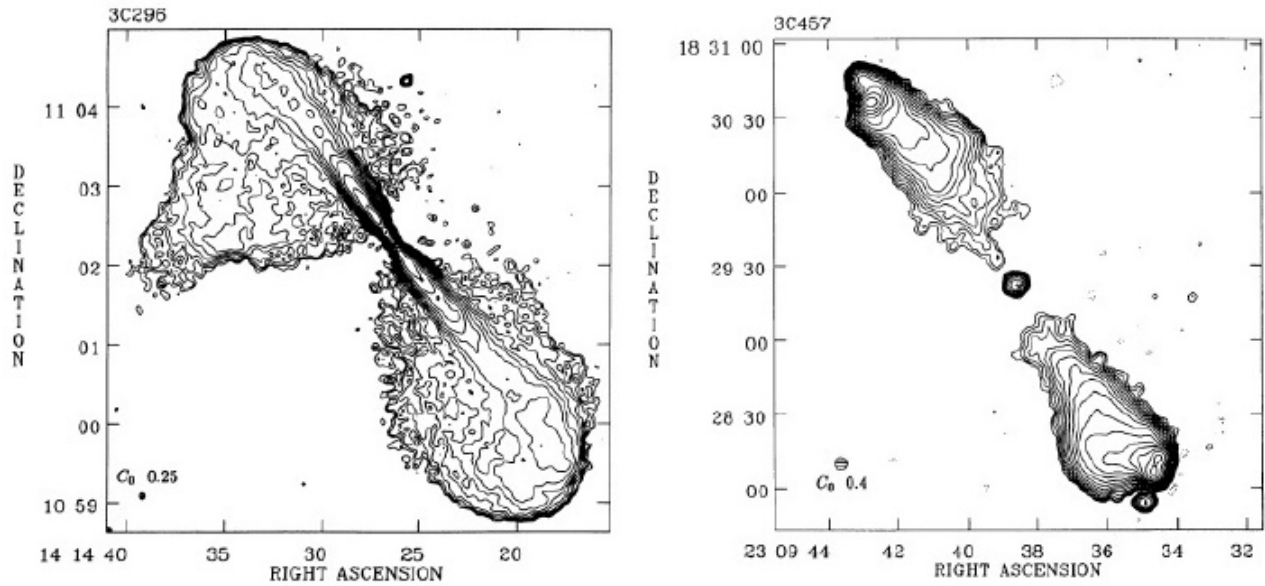 3C296
11 04
03
02
01
00
10 59
DECLINATION
C₀ 0.25
14 14 40 35 30 25 20
RIGHT ASCENSION
3C457
18 31 00
30 30
00
29 30
00
28 30
00
DECLINATION
C₀ 0.4
23 09 44 42 40 38 36 34 32
RIGHT ASCENSION